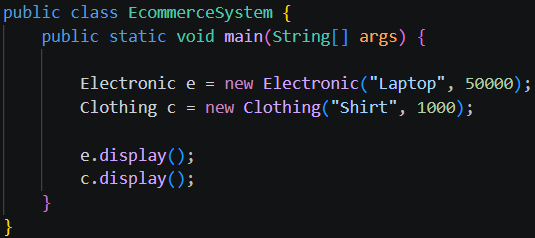 public class EcommerceSystem {
    public static void main(String[] args) {

        Electronic e = new Electronic("Laptop", 50000);
        Clothing c = new Clothing("Shirt", 1000);

        e.display();
        c.display();
    }
}